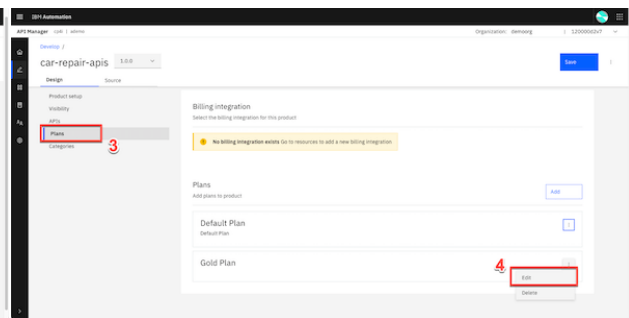 IBM Automation
API Manager
Organization: demoorg
Develop /
car-repair-apis 1.0.0
Save
Design Source
Product setup
Visibility
APIs
Plans
Categories
3
Billing integration
Select the billing integration for this product
No billing integration exists Go to resources to add a new billing integration
Plans
Add plans to product
Add
Default Plan
Default Plan
Gold Plan
4
Edit
Delete